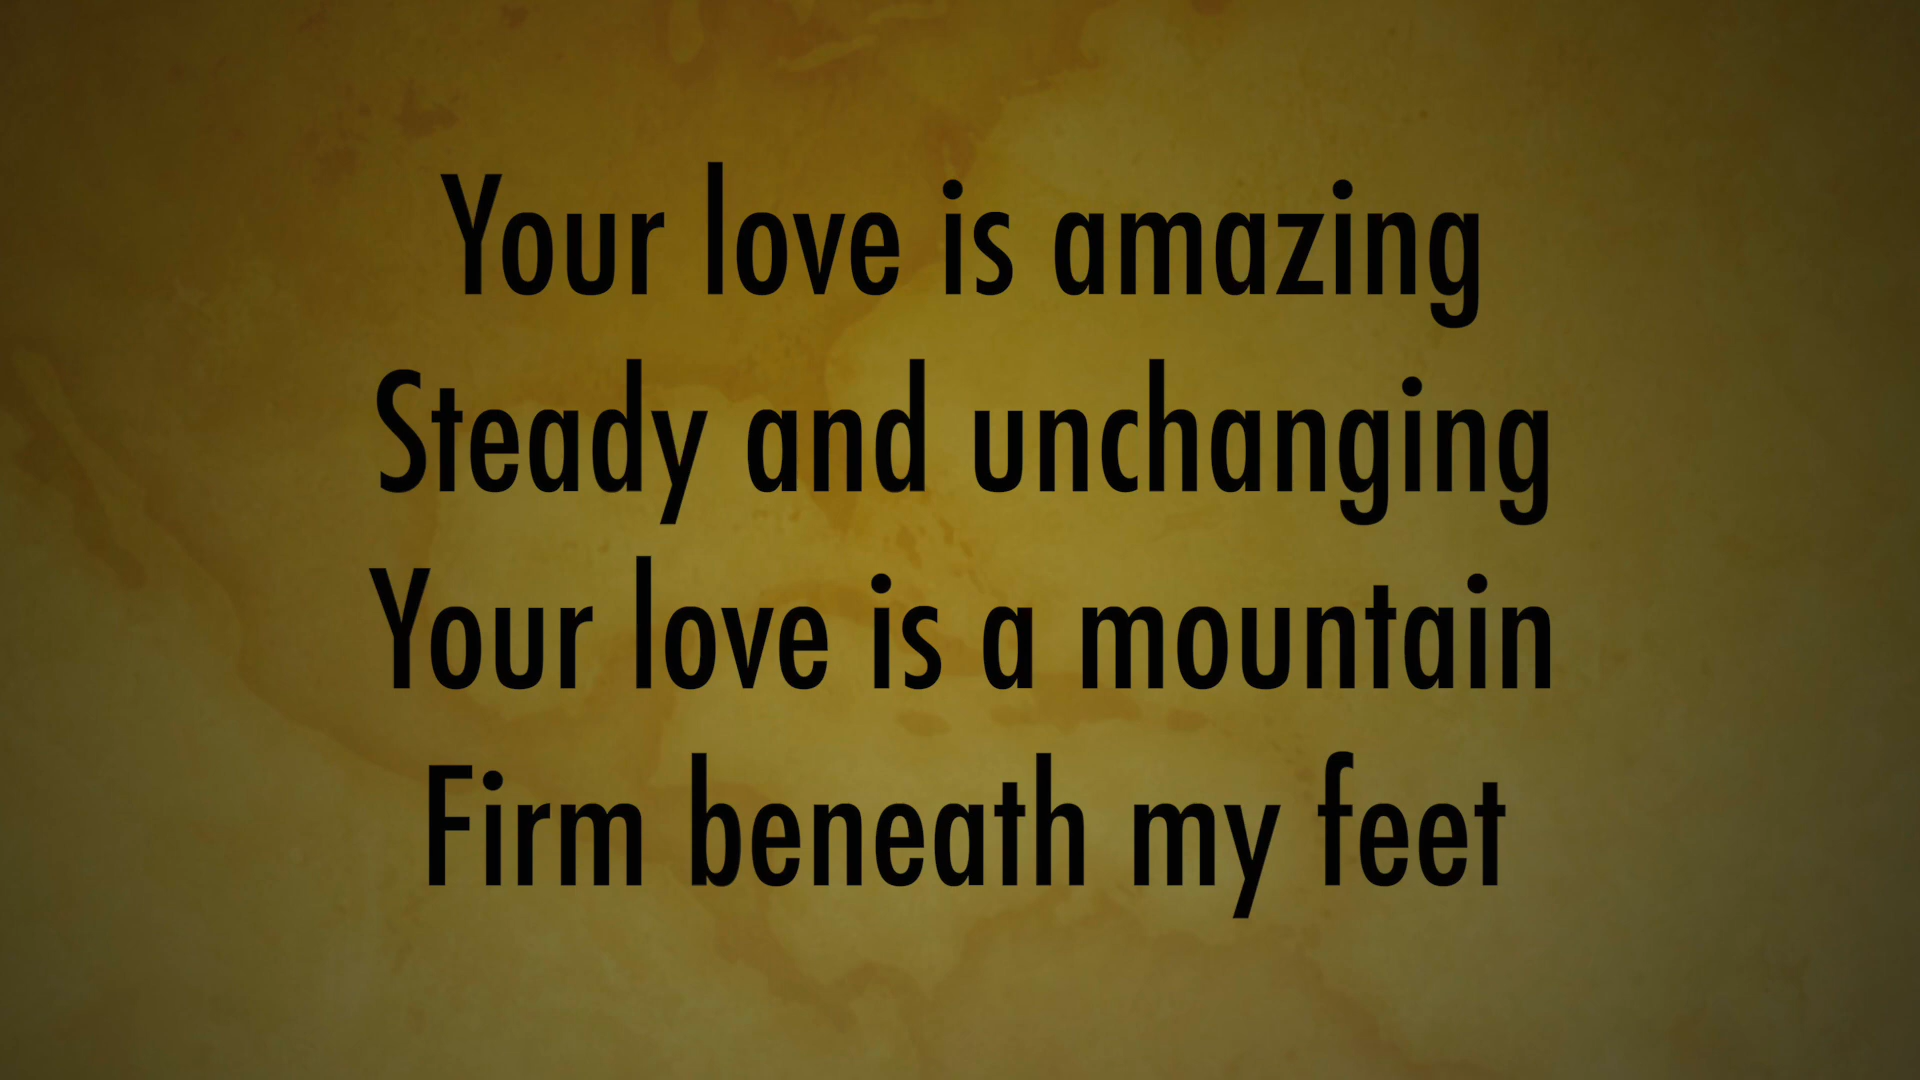 Your love is amazing
Steady and unchanging
Your love is a mountain
Firm beneath my feet